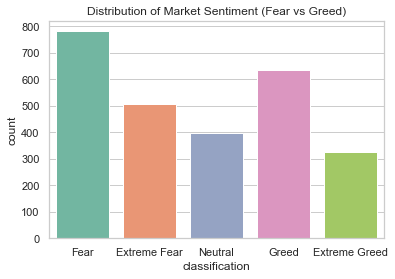 Distribution of Market Sentiment (Fear vs Greed)
800
700
600
500
400
300
200
100
0
count
Fear Extreme Fear Neutral Greed Extreme Greed
classification